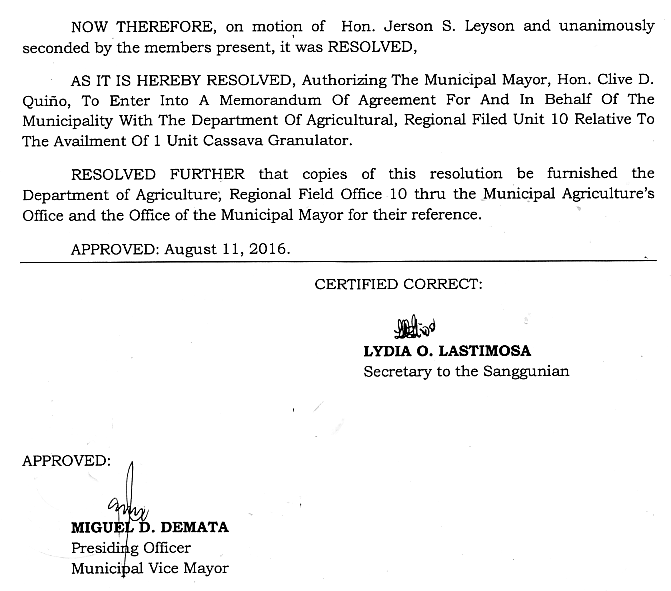 NOW THEREFORE, on motion of Hon. Jerson S. Leyson and unanimously
seconded by the members present, it was RESOLVED,
AS IT IS HEREBY RESOLVED, Authorizing The Municipal Mayor, Hon. Clive D.
Quiño, To Enter Into A Memorandum Of Agreement For And In Behalf Of The
Municipality With The Department Of Agricultural, Regional Filed Unit 10 Relative To
The Availment Of 1 Unit Cassava Granulator.
RESOLVED FURTHER that copies of this resolution be furnished the
Department of Agriculture, Regional Field Office 10 thru the Municipal Agriculture's
Office and the Office of the Municipal Mayor for their reference.
APPROVED: August 11, 2016.
CERTIFIED CORRECT:
LYDIA O. LASTIMOSA
Secretary to the Sanggunian
APPROVED:
MIGUEL D. DEMATA
Presiding Officer
Municipal Vice Mayor